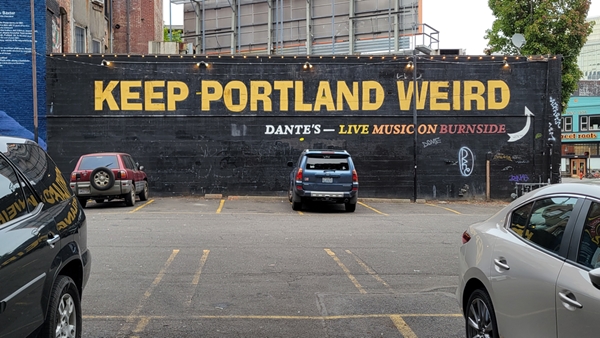 KEEP PORTLAND WEIRD
DANTE'S — LIVE MUSIC ON BURNSIDE